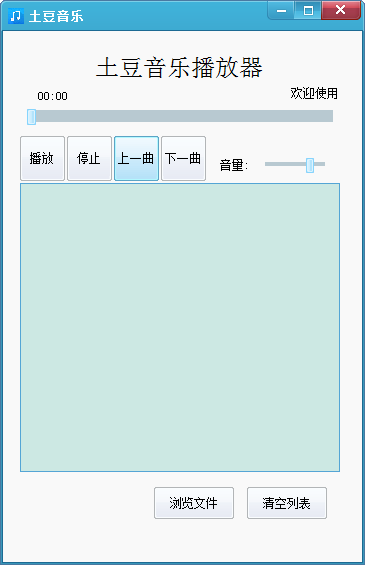 土豆音乐
土豆音乐播放器
00:00
欢迎使用
播放 停止 上一曲 下一曲 音量:
浏览文件 清空列表